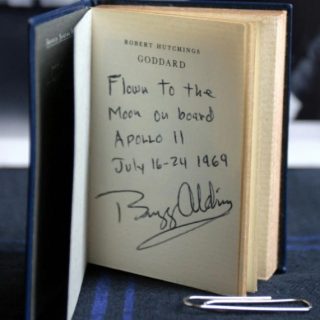 ROBERT HUTCHINGS
GODDARD
Flown to the
Moon on board
APOLLO 11
July 16-24 1969
Buzz Aldrin